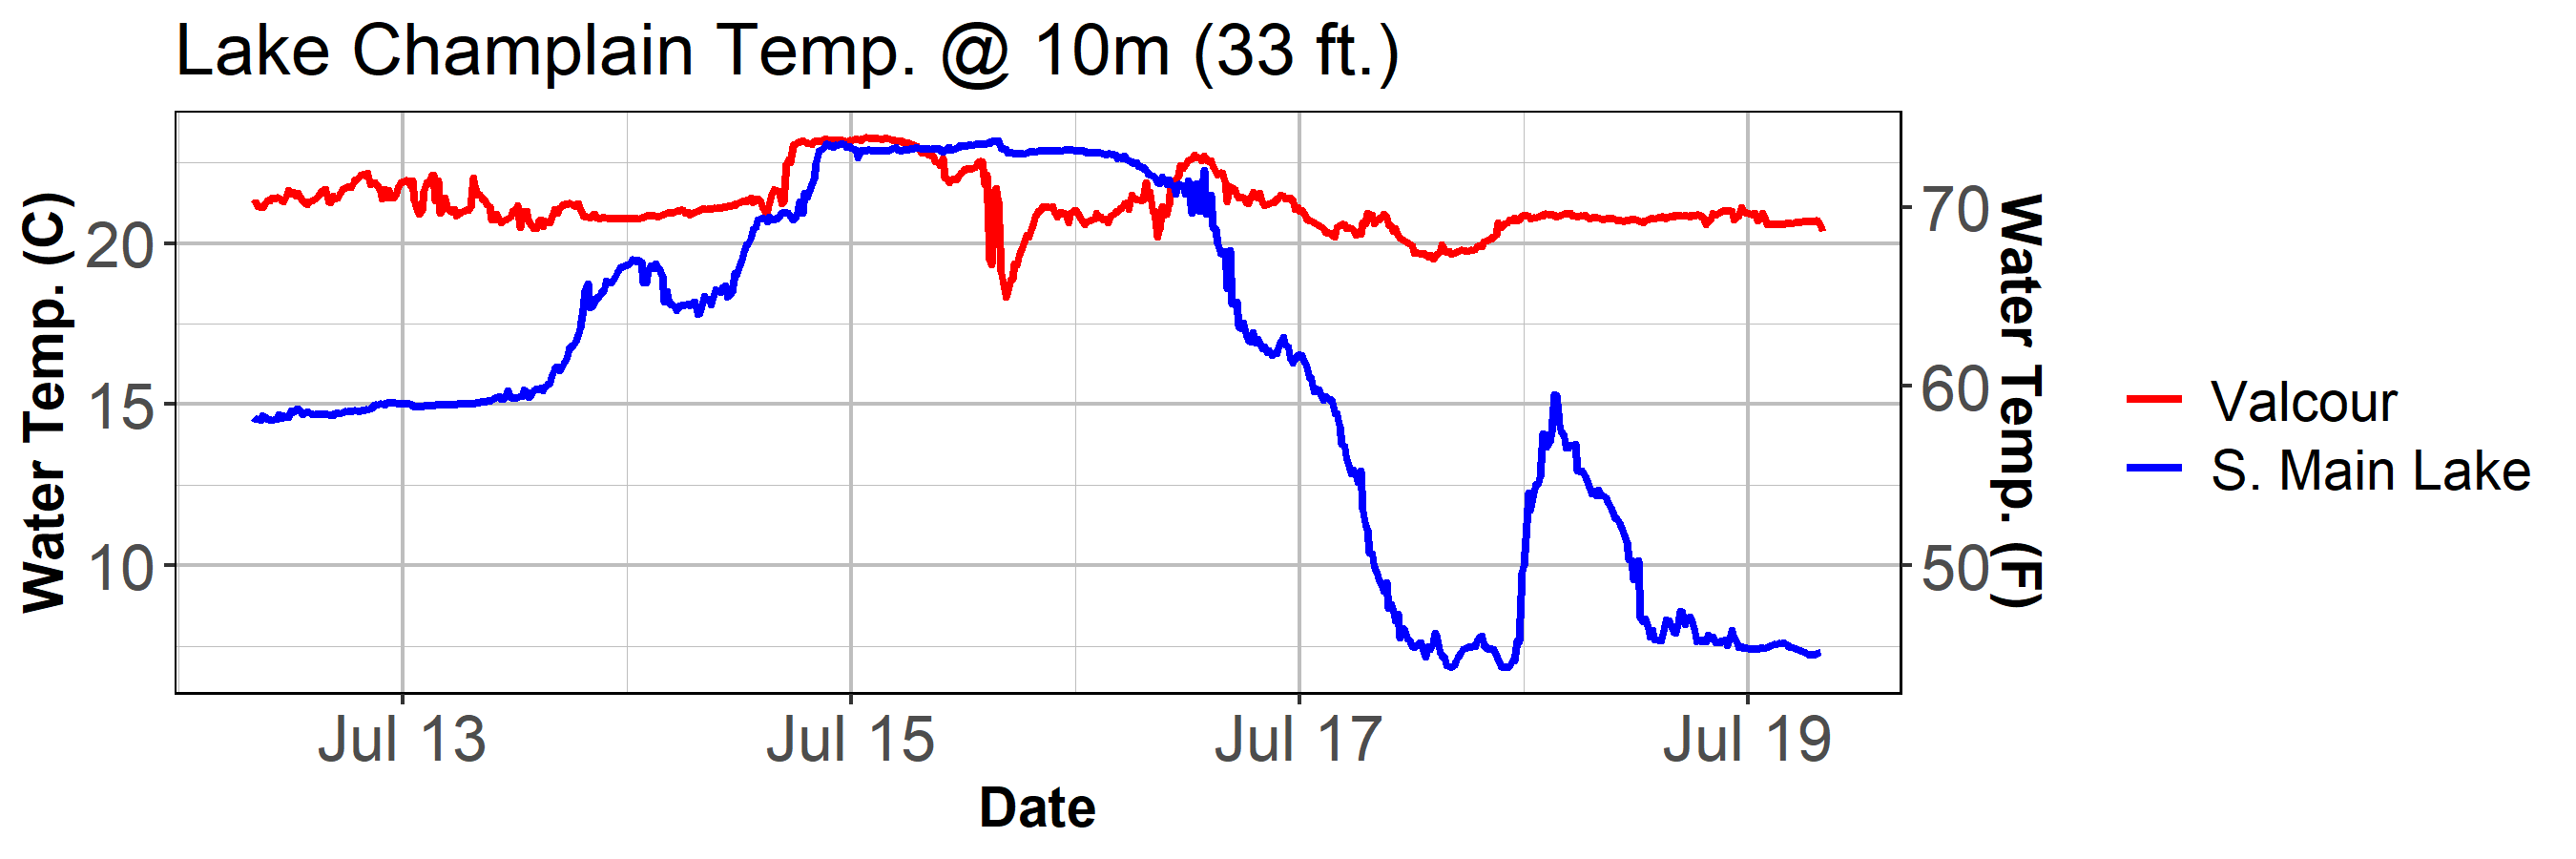 Lake Champlain Temp. @ 10m (33 ft.)
Water Temp. (C)
20
15
10
70
60
50
Water Temp. (F)
Jul 13
Jul 15
Jul 17
Jul 19
Date
Valcour
S. Main Lake